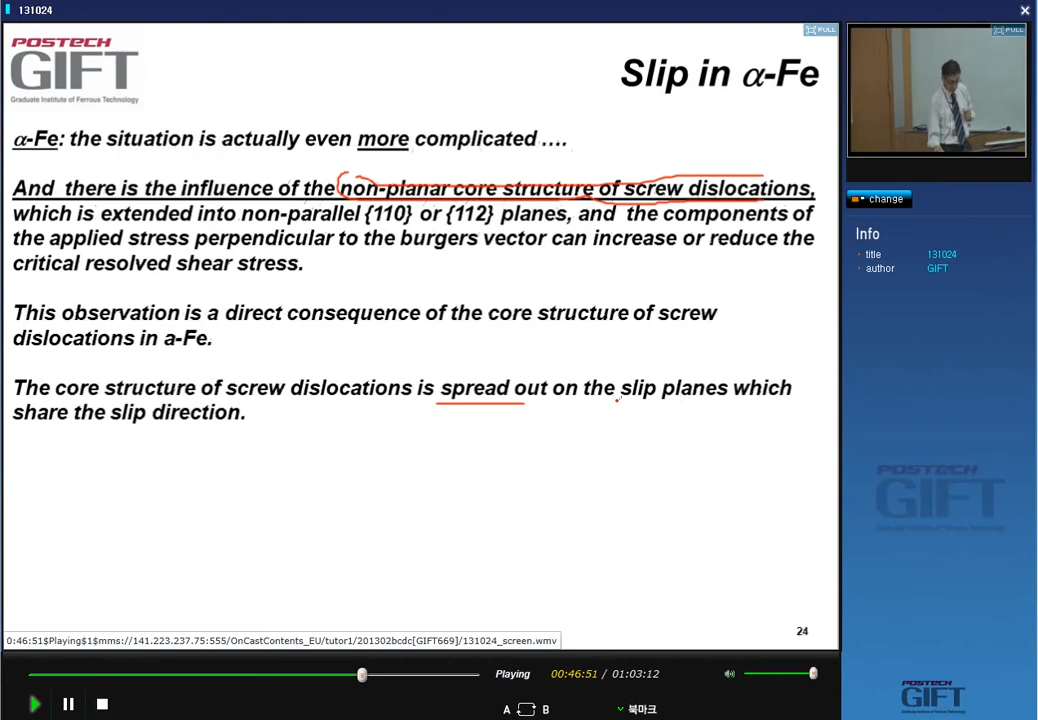 131024
POSTECH
GIFT
Graduate Institute of Ferrous Technology
Slip in α-Fe
α-Fe: the situation is actually even more complicated ….
And there is the influence of the non-planar core structure of screw dislocations,
which is extended into non-parallel {110} or {112} planes, and the components of
the applied stress perpendicular to the burgers vector can increase or reduce the
critical resolved shear stress.
This observation is a direct consequence of the core structure of screw
dislocations in a-Fe.
The core structure of screw dislocations is spread out on the slip planes which
share the slip direction.
24
0:46:51$Playing$1$mms://141.223.237.75:555/OnCastContents_EU/tutor1/201302bcdc[GIFT669]/131024_screen.wmv
Playing 00:46:51 / 01:03:12
A B 북마크
FULL
FULL
change
Info
title 131024
author GIFT
POSTECH
GIFT
POSTECH
GIFT